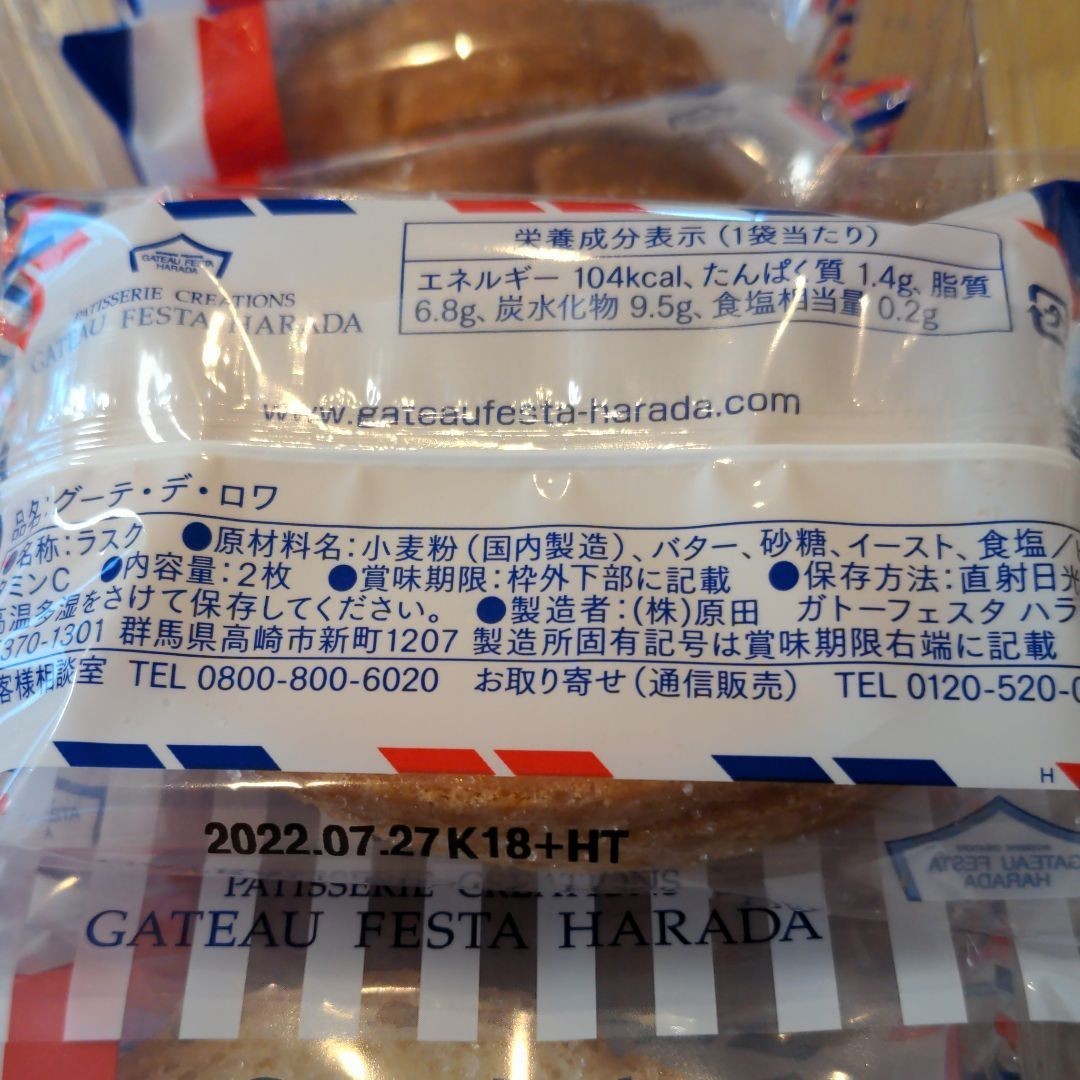 GATEAU FESTA
HARADA
PATISSERIE CREATIONS
GATEAU FESTA HARADA
栄養成分表示(1袋当たり)
エネルギー 104kcal、たんぱく質 1.4g、脂質
6.8g、炭水化物 9.5g、食塩相当量 0.2g
www.gateaufesta-harada.com
品名:グーテ・デ・ロワ
●名称:ラスク ●原材料名:小麦粉(国内製造)、バター、砂糖、イースト、食塩/
ミンC ●内容量:2枚 ●賞味期限:枠外下部に記載 ●保存方法:直射日光
高温多湿をさけて保存してください。 ●製造者:(株)原田 ガトーフェスタ ハラ
370-1301 群馬県高崎市新町1207 製造所固有記号は賞味期限右端に記載
客様相談室 TEL 0800-800-6020 お取り寄せ(通信販売) TEL 0120-520-0
H
2022.07.27K18+HT
PATISSERIE CREATIONS
GATEAU FESTA HARADA
GATEAU FESTA
HARADA